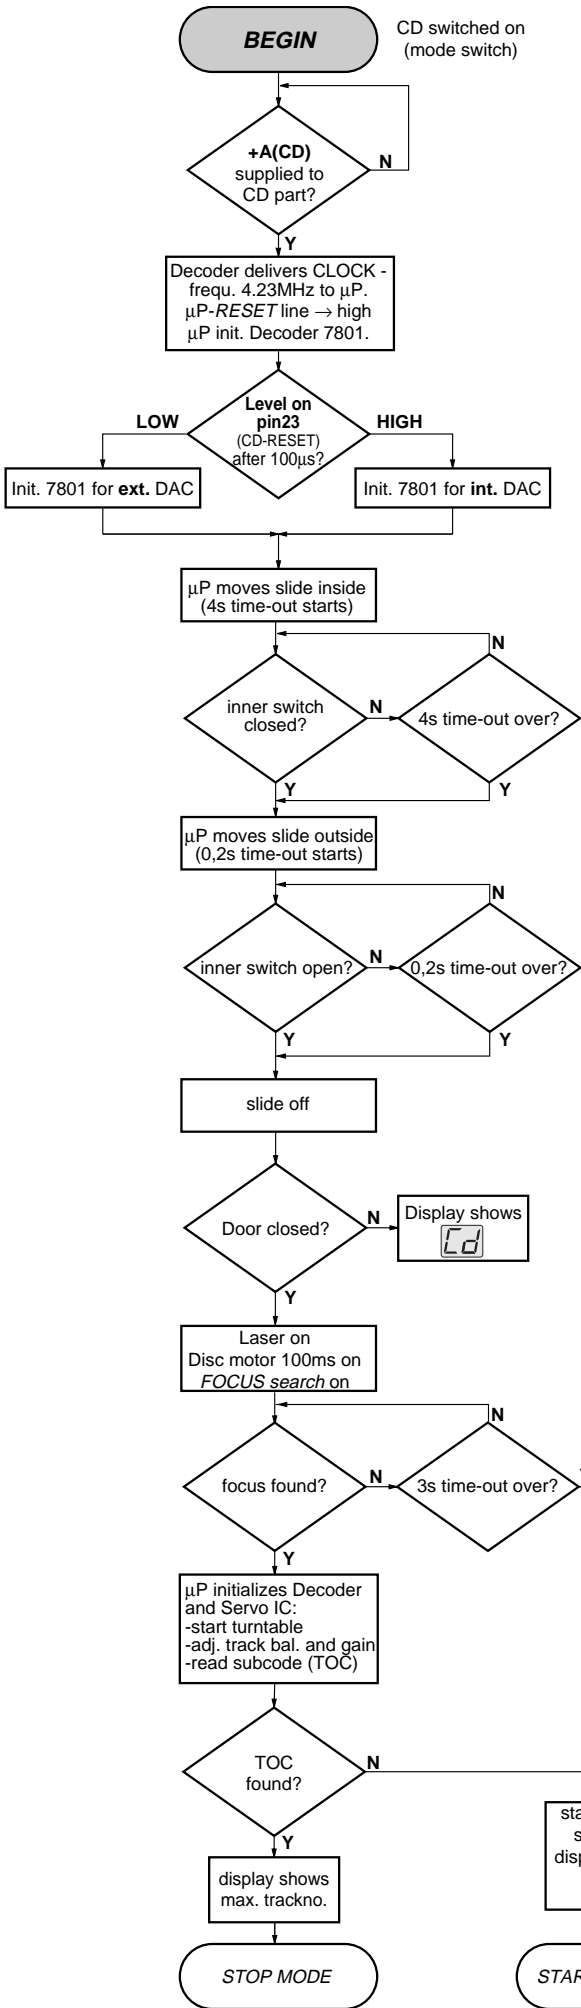 BEGIN
CD switched on
(mode switch)
+A(CD)
supplied to
CD part?
N
Y
Decoder delivers CLOCK -
frequ. 4.23MHz to µP.
µP-RESET line → high
µP init. Decoder 7801.
LOW
Level on
pin23
(CD-RESET)
after 100µs?
HIGH
Init. 7801 for ext. DAC
Init. 7801 for int. DAC
µP moves slide inside
(4s time-out starts)
N
inner switch
closed?
N
4s time-out over?
Y
Y
µP moves slide outside
(0,2s time-out starts)
N
inner switch open?
N
0,2s time-out over?
Y
Y
slide off
Door closed?
N
Display shows
Cd
Y
Laser on
Disc motor 100ms on
FOCUS search on
N
focus found?
N
3s time-out over?
Y
µP initializes Decoder
and Servo IC:
-start turntable
-adj. track bal. and gain
-read subcode (TOC)
TOC
found?
N
Y
display shows
max. trackno.
STOP MODE